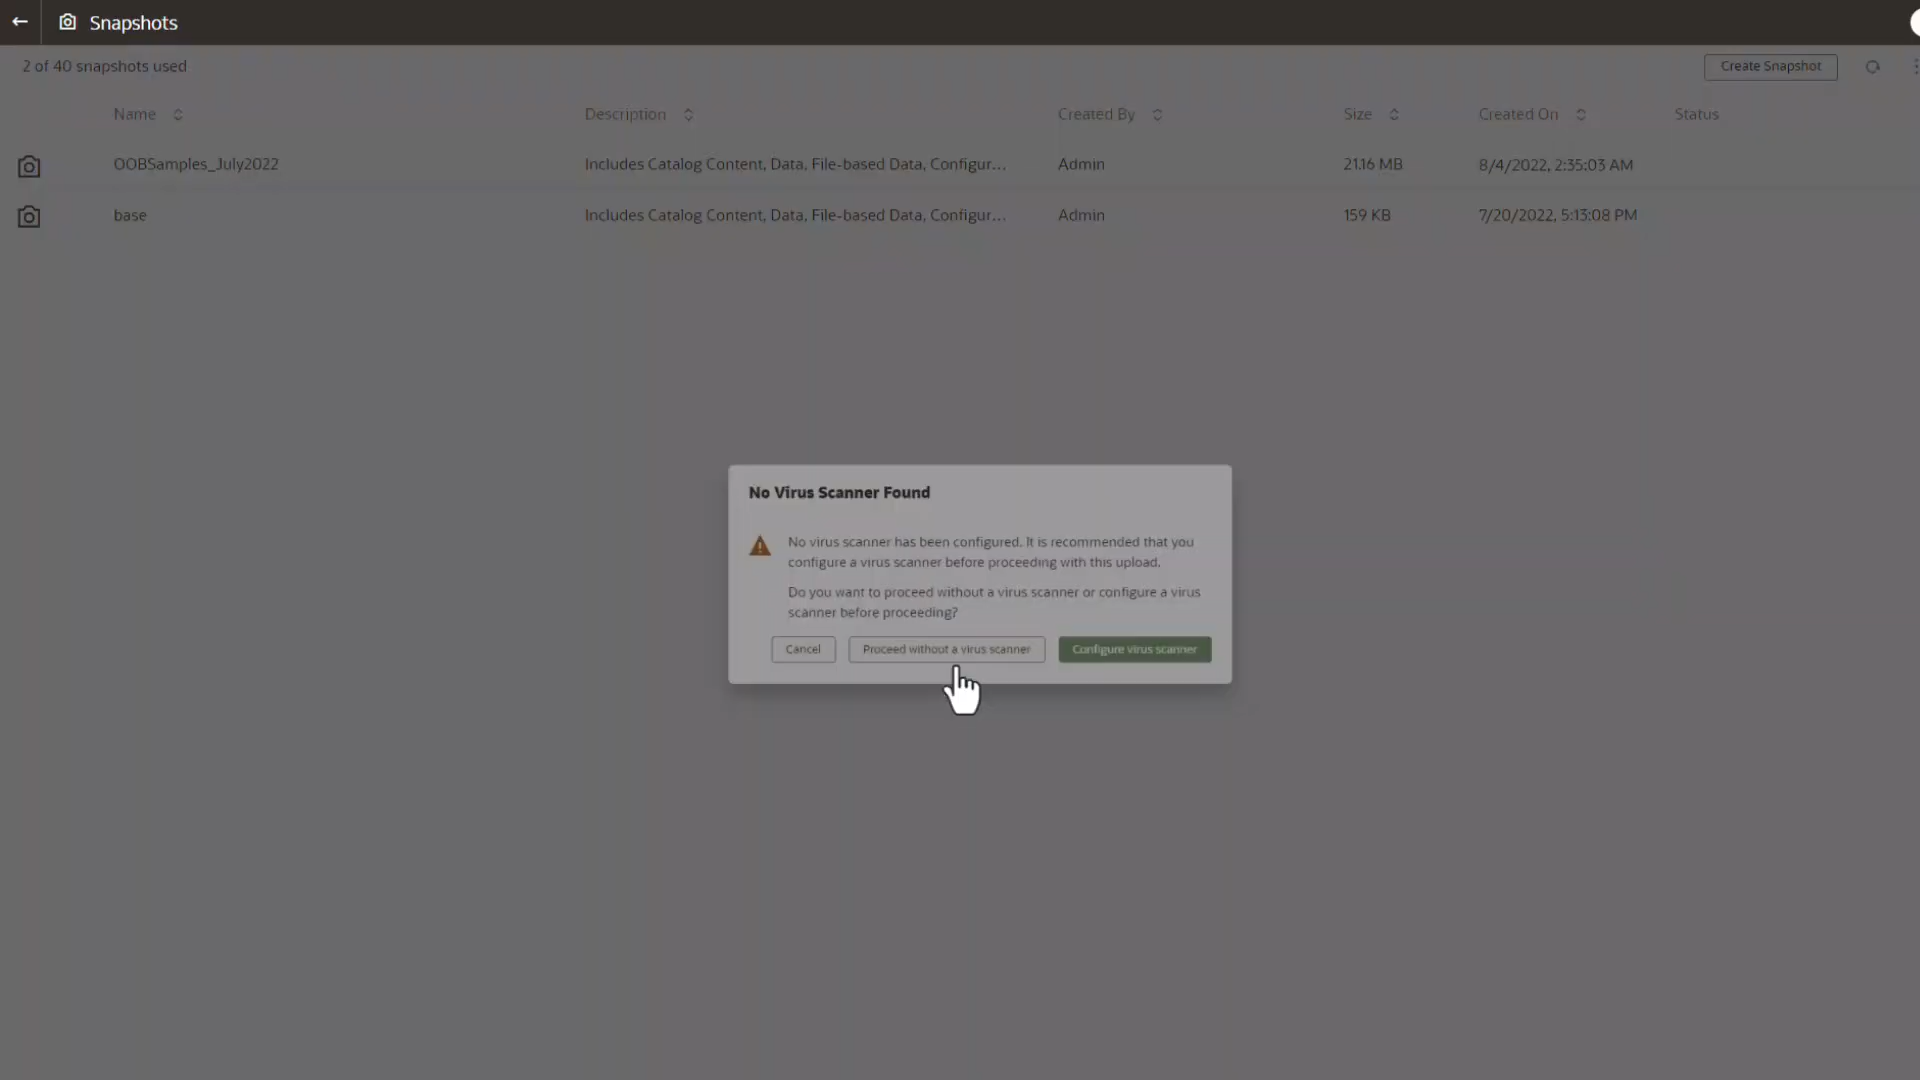 Snapshots
2 of 40 snapshots used
Create Snapshot
Name Description Created By Size Created On Status
OOBSamples_July2022 Includes Catalog Content, Data, File-based Data, Configur... Admin 21.16 MB 8/4/2022, 2:35:03 AM
base Includes Catalog Content, Data, File-based Data, Configur... Admin 159 KB 7/20/2022, 5:13:08 PM
No Virus Scanner Found
No virus scanner has been configured. It is recommended that you
configure a virus scanner before proceeding with this upload.
Do you want to proceed without a virus scanner or configure a virus
scanner before proceeding?
Cancel Proceed without a virus scanner Configure virus scanner